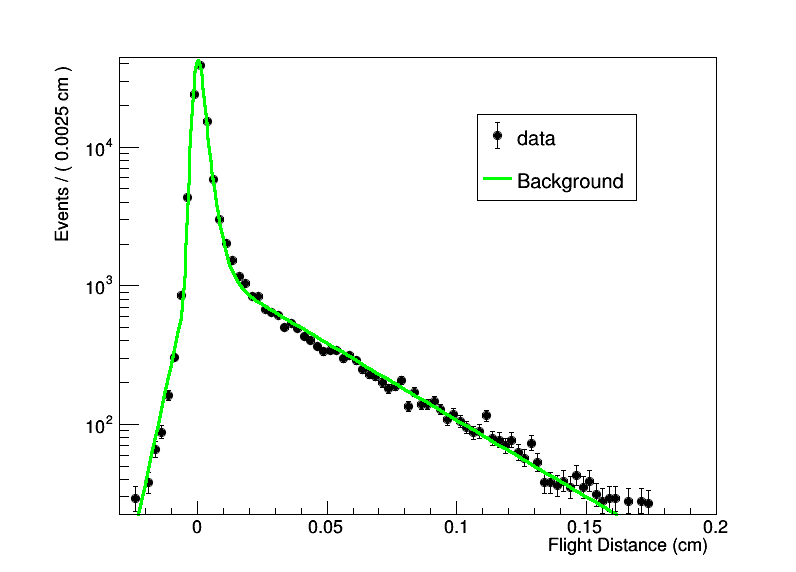 Events / ( 0.0025 cm )
10^4
10^3
10^2
data
Background
0 0.05 0.1 0.15 0.2
Flight Distance (cm)